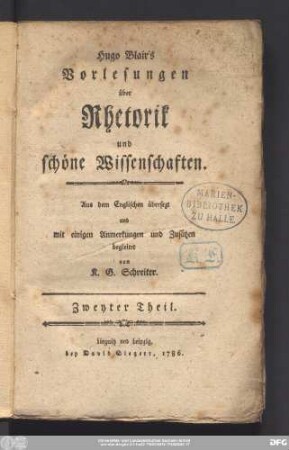 Hugo Blair's
Vorlesungen
über
Rhetorik
und
schöne Wissenschaften.
Aus dem Englischen übersetzt
und
mit einigen Anmerkungen und Zusätzen
begleitet
von
K. G. Schreiter.
Zweyter Theil.
Liegnitz und Leipzig,
bey David Siegert, 1786.
MARIEN-
BIBLIOTHEK
ZU HALLE.